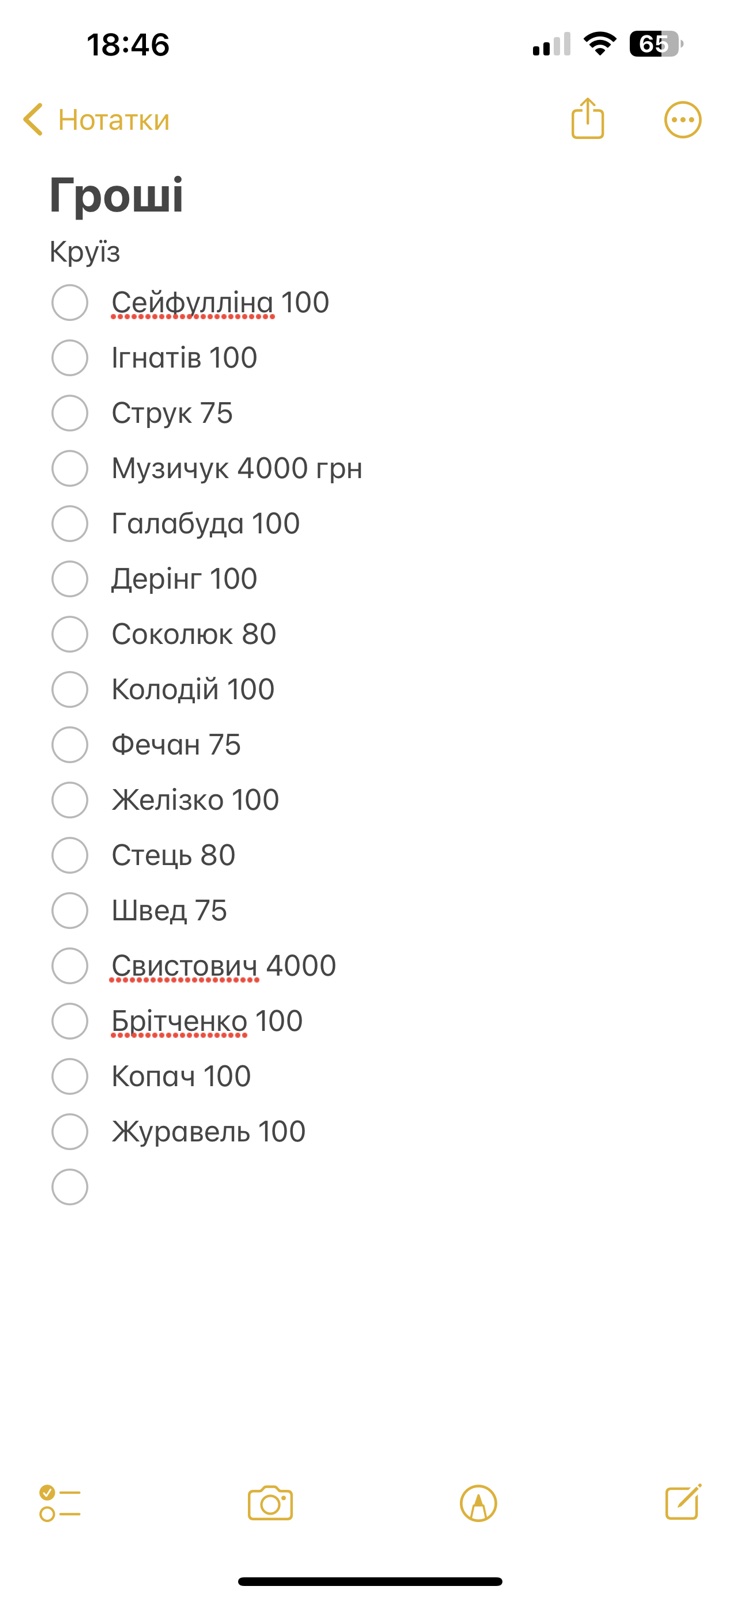 18:46
65
Нотатки
Гроші
Круїз
Сейфулліна 100
Ігнатів 100
Струк 75
Музичук 4000 грн
Галабуда 100
Дерінг 100
Соколюк 80
Колодій 100
Фечан 75
Желізко 100
Стець 80
Швед 75
Свистович 4000
Брітченко 100
Копач 100
Журавель 100